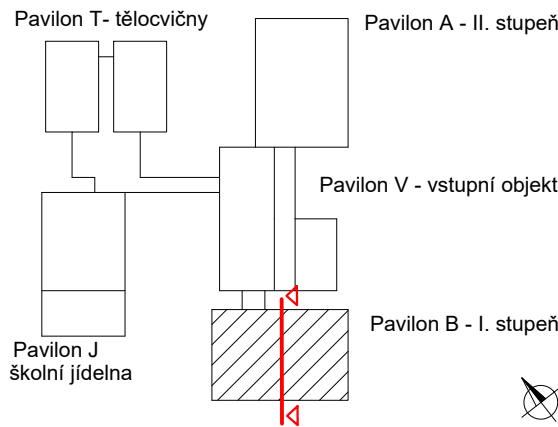 Pavilon T- tělocvičny
Pavilon A - II. stupeň
Pavilon V - vstupní objekt
Pavilon B - I. stupeň
Pavilon J
školní jídelna